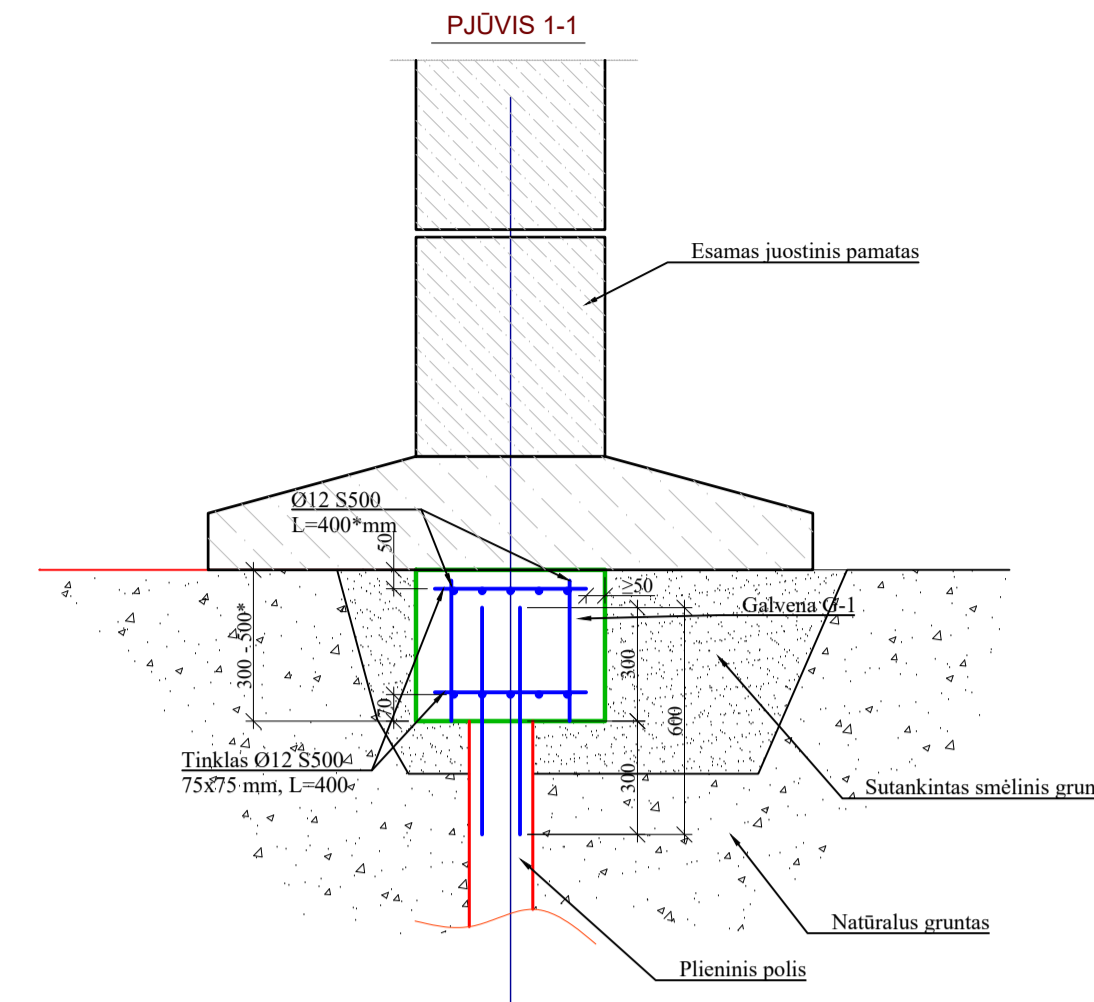 PJŪVIS 1-1
Esamas juostinis pamatas
Ø12 S500
L=400*mm
50
≥50
Galvena G-1
300 - 500*
300
70
600
Tinklas Ø12 S500
75x75 mm, L=400
300
Sutankintas smėlinis grun
Natūralus gruntas
Plieninis polis